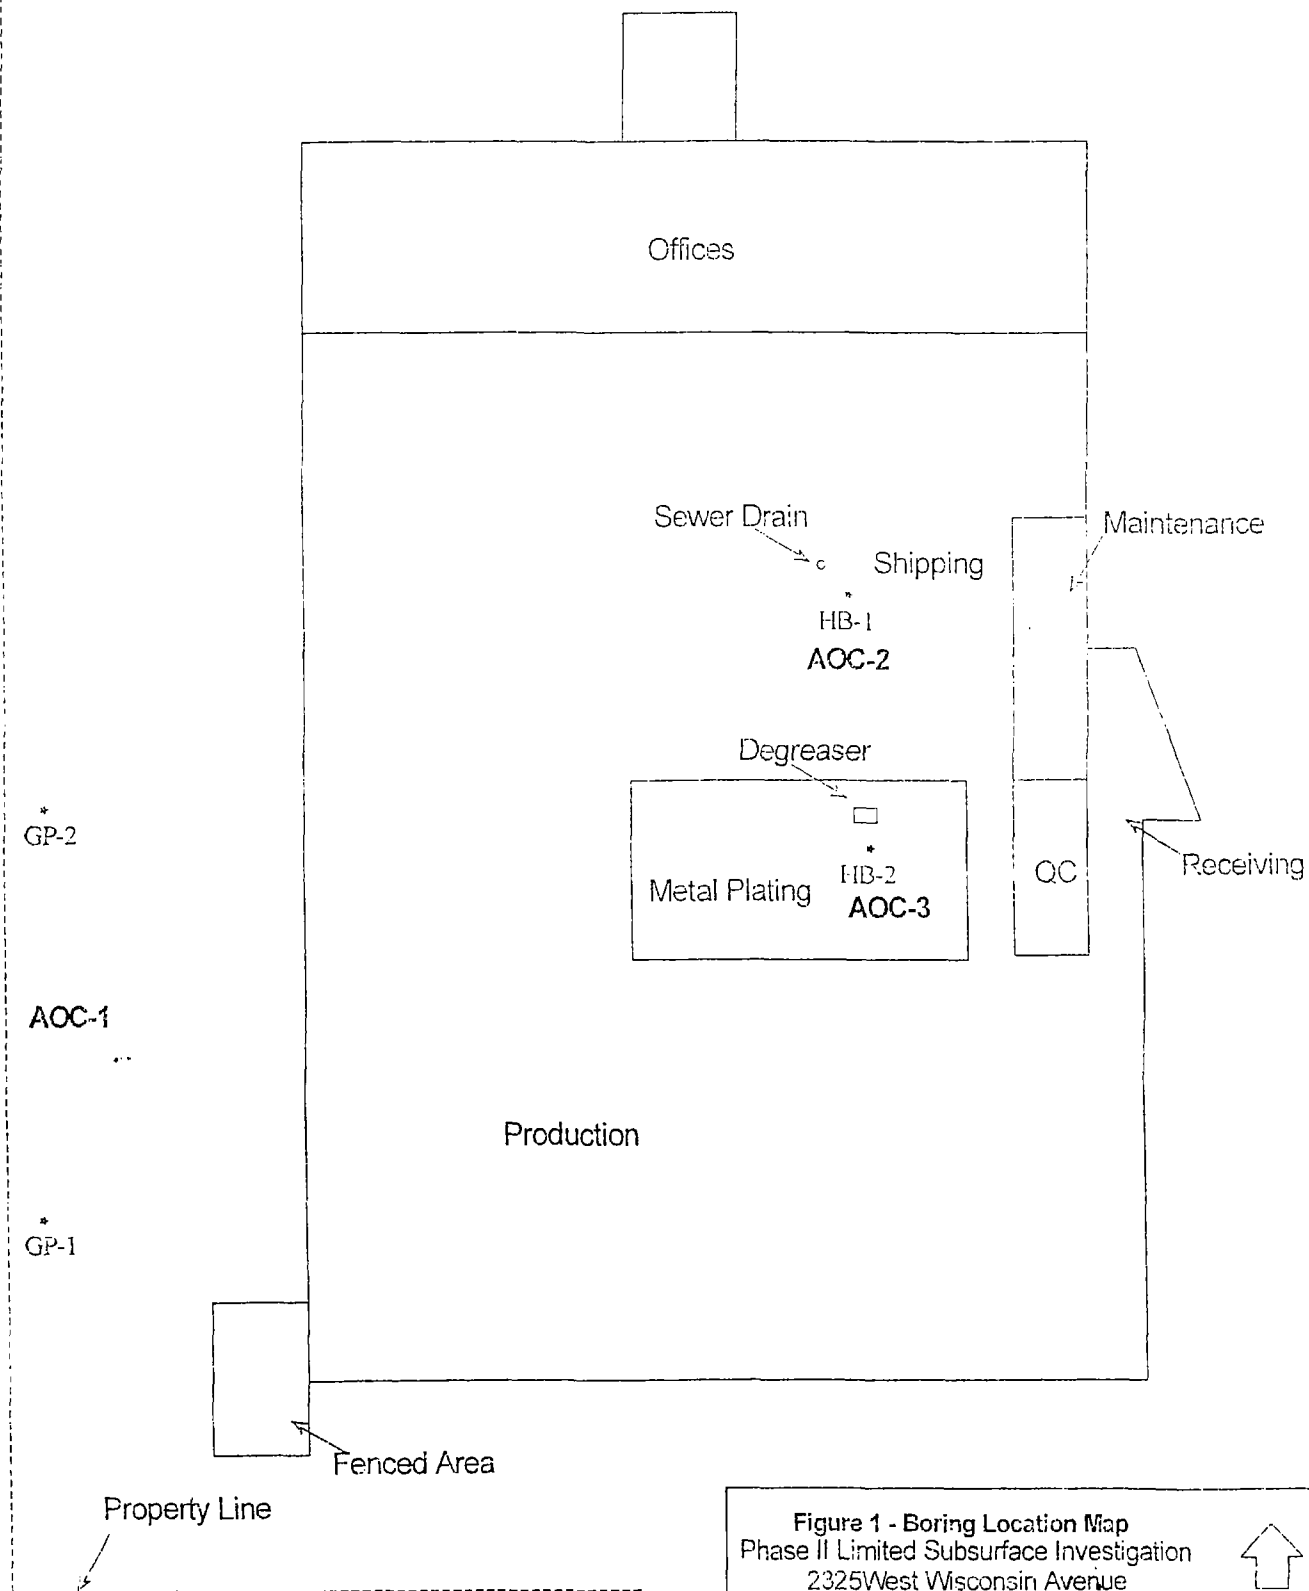 Offices
Sewer Drain
Maintenance
Shipping
HB-1
AOC-2
Degreaser
GP-2
Receiving
HB-2
QC
Metal Plating
AOC-3
AOC-1
Production
GP-1
Fenced Area
Property Line
Figure 1 - Boring Location Map
Phase II Limited Subsurface Investigation
2325West Wisconsin Avenue